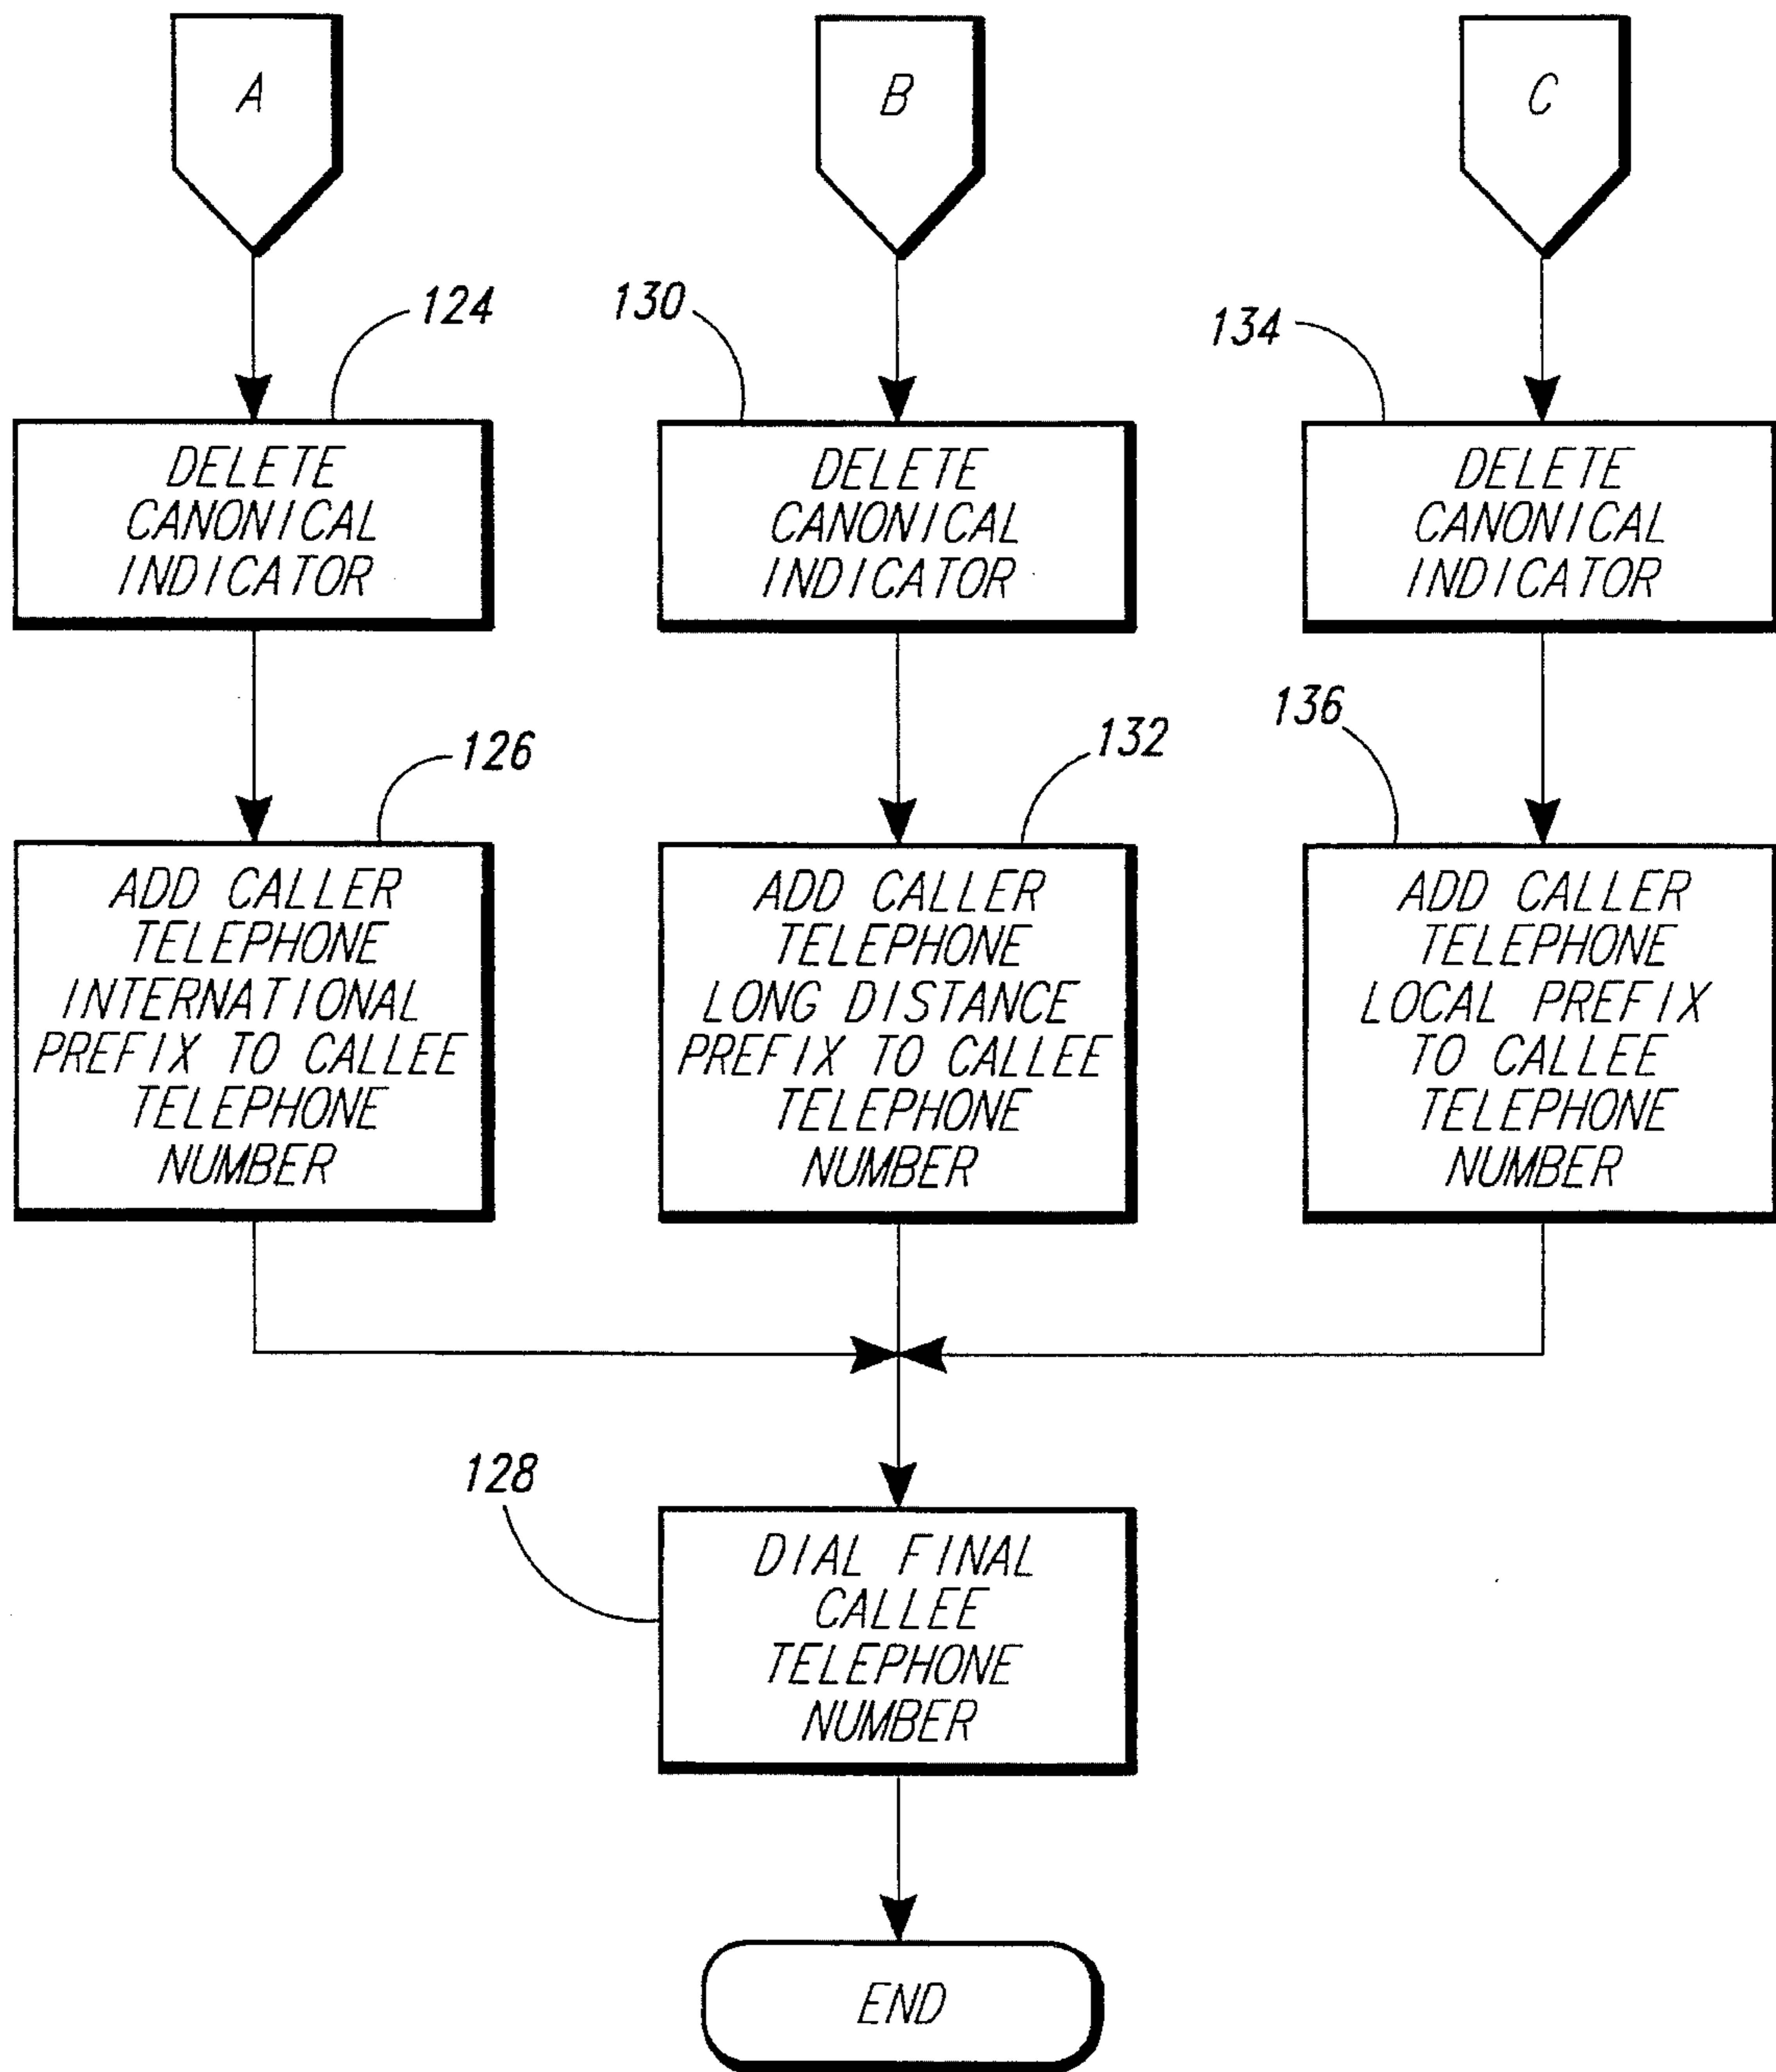 A
B
C
124
130
134
DELETE
CANONICAL
INDICATOR
DELETE
CANONICAL
INDICATOR
DELETE
CANONICAL
INDICATOR
126
132
136
ADD CALLER
TELEPHONE
INTERNATIONAL
PREFIX TO CALLEE
TELEPHONE
NUMBER
ADD CALLER
TELEPHONE
LONG DISTANCE
PREFIX TO CALLEE
TELEPHONE
NUMBER
ADD CALLER
TELEPHONE
LOCAL PREFIX
TO CALLEE
TELEPHONE
NUMBER
128
DIAL FINAL
CALLEE
TELEPHONE
NUMBER
END